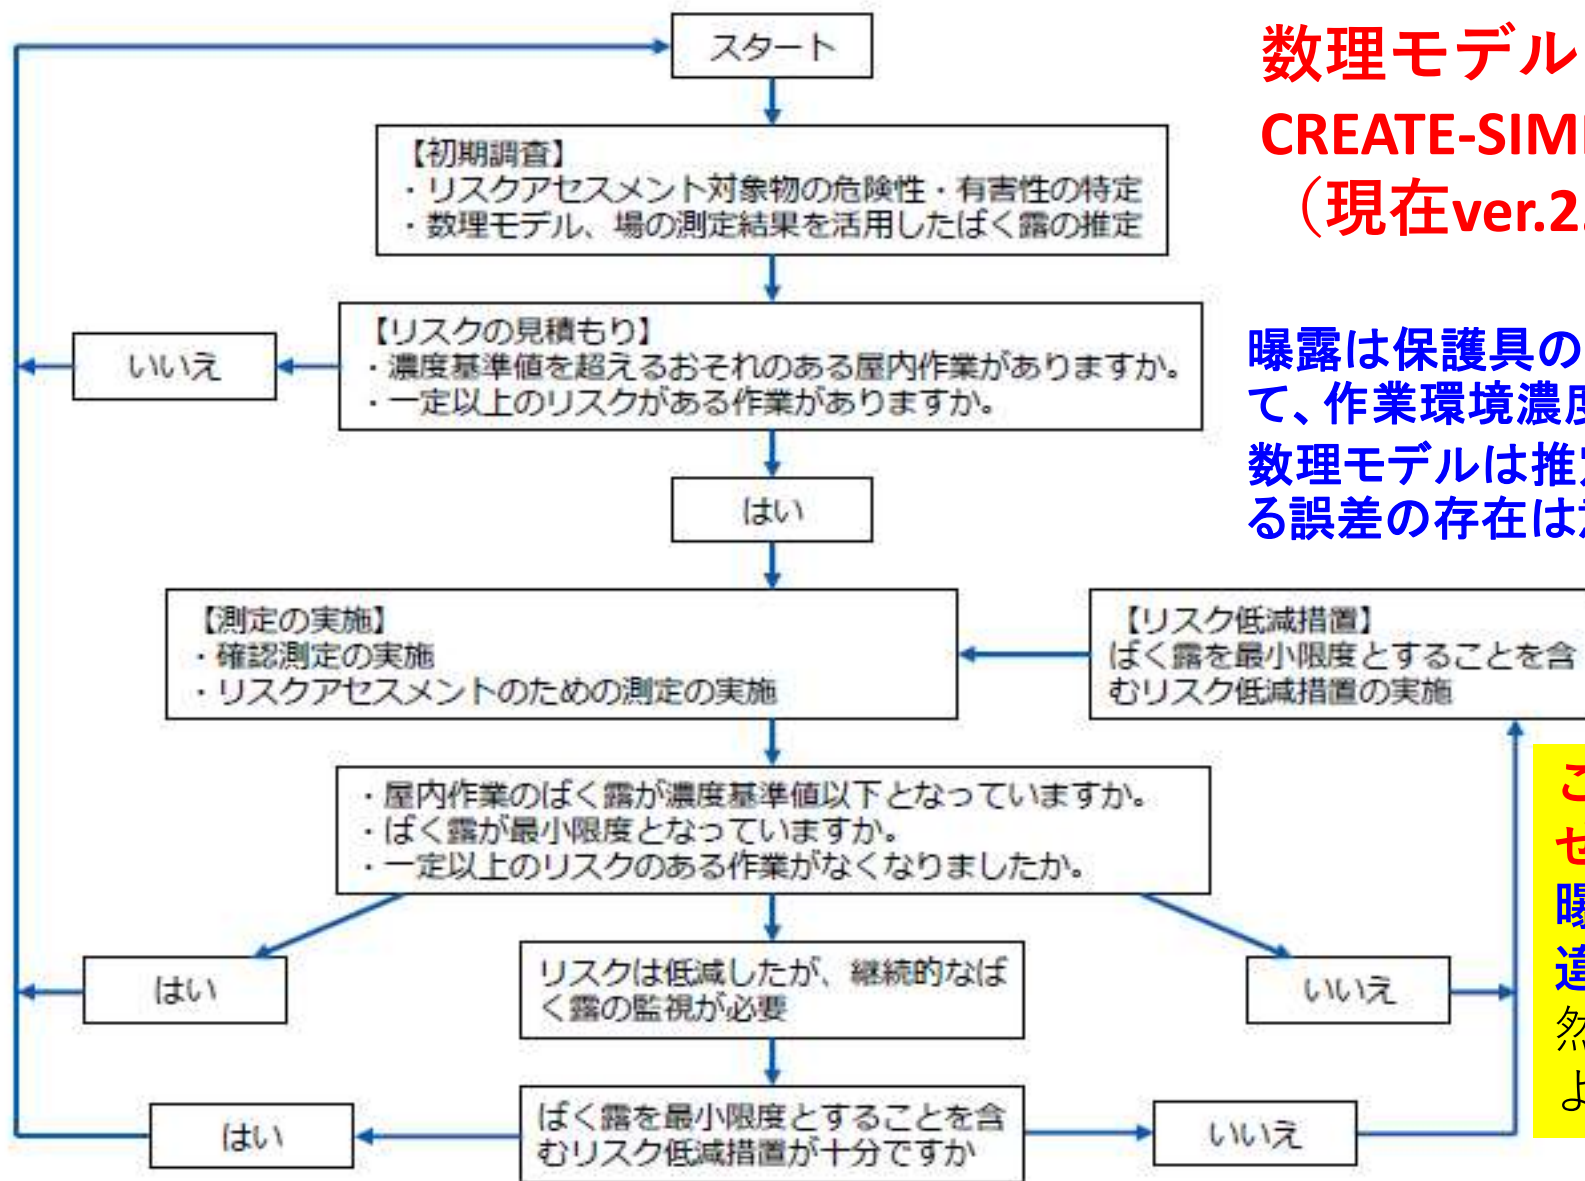 スタート
【初期調査】
・リスクアセスメント対象物の危険性・有害性の特定
・数理モデル、場の測定結果を活用したばく露の推定
【リスクの見積もり】
・濃度基準値を超えるおそれのある屋内作業がありますか。
・一定以上のリスクがある作業がありますか。
いいえ
はい
【測定の実施】
・確認測定の実施
・リスクアセスメントのための測定の実施
【リスク低減措置】
ばく露を最小限度とすることを含
むリスク低減措置の実施
・屋内作業のばく露が濃度基準値以下となっていますか。
・ばく露が最小限度となっていますか。
・一定以上のリスクのある作業がなくなりましたか。
はい
リスクは低減したが、継続的なば
く露の監視が必要
いいえ
はい
ばく露を最小限度とすることを含
むリスク低減措置が十分ですか
いいえ
数理モデル
CREATE-SIM
（現在ver.2.
曝露は保護具の
て、作業環境濃度
数理モデルは推定
る誤差の存在は
こ
セ
曝
違
然
よ